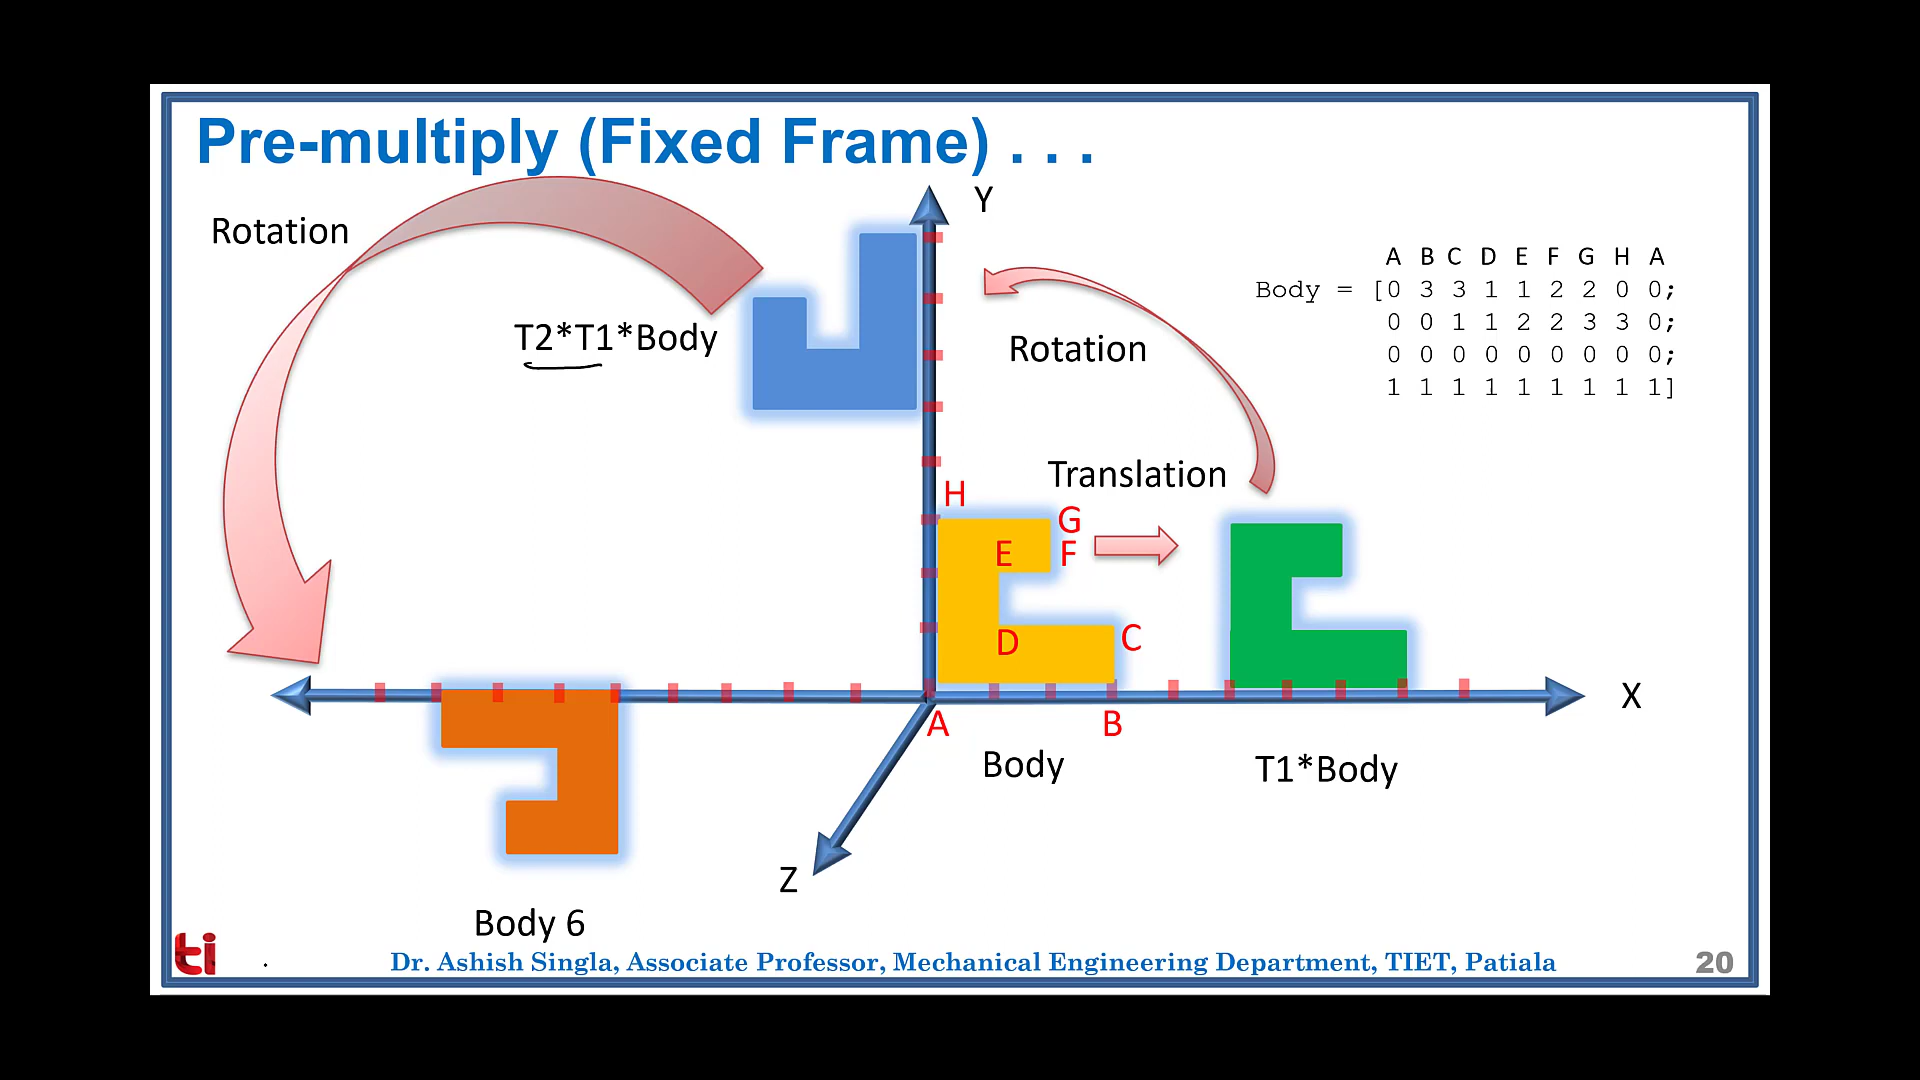 Pre-multiply (Fixed Frame) . . .
Rotation
Y
A B C D E F G H A
Body = [0 3 3 1 1 2 2 0 0;
0 0 1 1 2 2 3 3 0;
0 0 0 0 0 0 0 0 0;
1 1 1 1 1 1 1 1 1]
T2*T1*Body
Rotation
Translation
H
G
E F
D C
X
A B
Body
T1*Body
Z
Body 6
ti
Dr. Ashish Singla, Associate Professor, Mechanical Engineering Department, TIET, Patiala
20